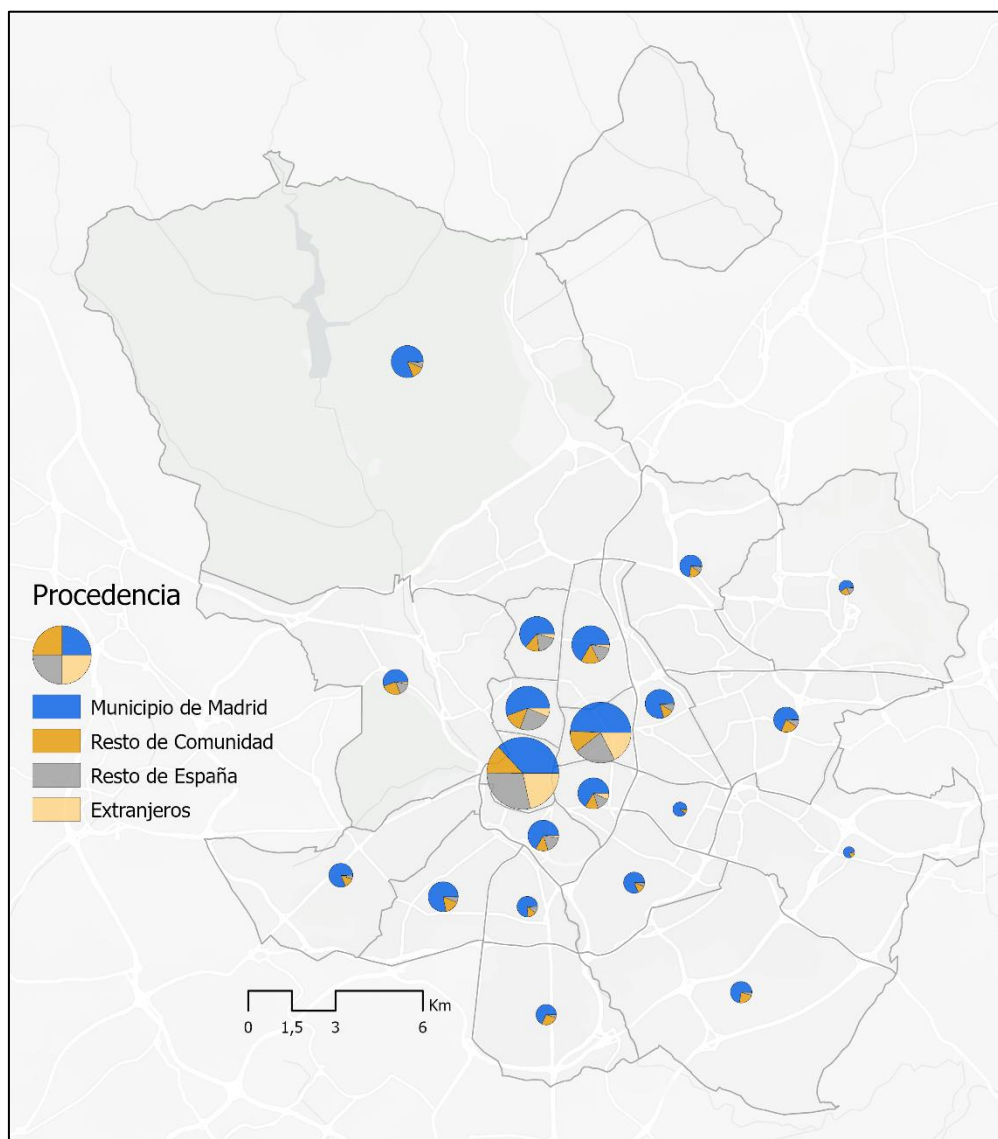 Procedencia
Municipio de Madrid
Resto de Comunidad
Resto de España
Extranjeros
Km
0 1,5 3 6